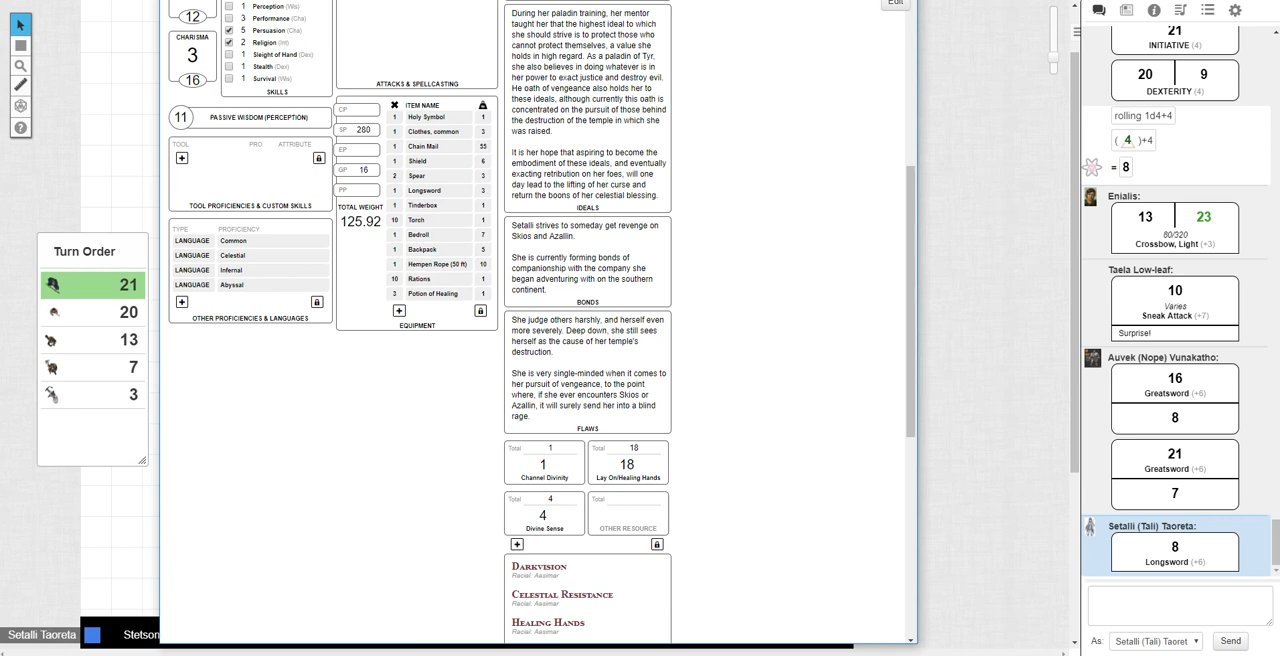 12
CHARISMA
3
16
1 Perception (Wis)
3 Performance (Cha)
5 Persuasion (Cha)
2 Religion (Int)
1 Sleight of Hand (Dex)
1 Stealth (Dex)
1 Survival (Wis)
SKILLS
11 PASSIVE WISDOM (PERCEPTION)
TOOL PRO ATTRIBUTE
TOOL PROFICIENCIES & CUSTOM SKILLS
TYPE PROFICIENCY
LANGUAGE Common
LANGUAGE Celestial
LANGUAGE Infernal
LANGUAGE Abyssal
OTHER PROFICIENCIES & LANGUAGES
Turn Order
21
20
13
7
3
Setalli Taoreta
Stetson
ATTACKS & SPELLCASTING
CP
SP 280
EP
GP 16
PP
TOTAL WEIGHT
125.92
ITEM NAME
1 Holy Symbol 1
1 Clothes, common 3
1 Chain Mail 55
1 Shield 6
2 Spear 3
1 Longsword 3
1 Tinderbox 1
10 Torch 1
1 Bedroll 7
1 Backpack 5
1 Hempen Rope (50 ft) 10
10 Rations 1
3 Potion of Healing 1
EQUIPMENT
During her paladin training, her mentor
taught her that the highest ideal to which
she should strive is to protect those who
cannot protect themselves, a value she
holds in high regard. As a paladin of Tyr,
she also believes in doing whatever is in
her power to exact justice and destroy evil.
He oath of vengeance also holds her to
these ideals, although currently this oath is
concentrated on the pursuit of those behind
the destruction of the temple in which she
was raised.
It is her hope that aspiring to become the
embodiment of these ideals, and eventually
exacting retribution on her foes, will one
day lead to the lifting of her curse and
return the boons of her celestial blessing.
IDEALS
Setalli strives to someday get revenge on
Skios and Azallin.
She is currently forming bonds of
companionship with the company she
began adventuring with on the southern
continent.
BONDS
She judge others harshly, and herself even
more severely. Deep down, she still sees
herself as the cause of her temple's
destruction.
She is very single-minded when it comes to
her pursuit of vengeance, to the point
where, if she ever encounters Skios or
Azallin, it will surely send her into a blind
rage.
FLAWS
Total 1
1
Channel Divinity
Total 18
18
Lay On/Healing Hands
Total 4
4
Divine Sense
Total
OTHER RESOURCE
DARKVISION
Racial: Aasimar
CELESTIAL RESISTANCE
Racial: Aasimar
HEALING HANDS
Racial: Aasimar
Edit
21
INITIATIVE (4)
20 9
DEXTERITY (4)
rolling 1d4+4
( 4 )+4
= 8
Enialis:
13 23
80/320
Crossbow, Light (+3)
Taela Low-leaf:
10
Varies
Sneak Attack (+7)
Surprise!
Auvek (Nope) Vunakatho:
16
Greatsword (+6)
8
21
Greatsword (+6)
7
Setalli (Tali) Taoreta:
8
Longsword (+6)
As: Setalli (Tali) Taoret Send